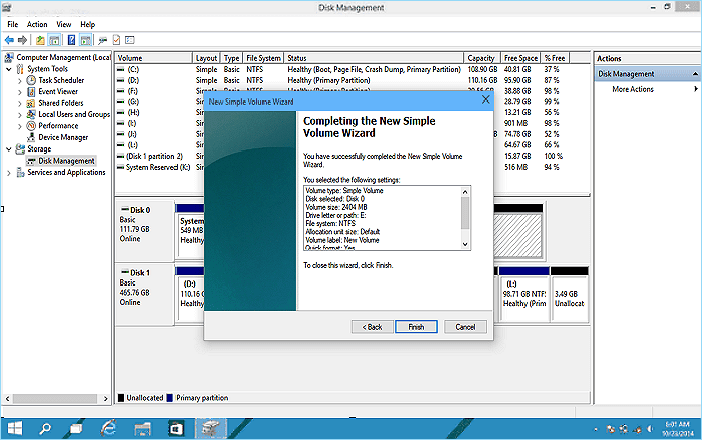 Disk Management
File Action View Help
Computer Management (Local
System Tools
Task Scheduler
Event Viewer
Shared Folders
Local Users and Groups
Performance
Device Manager
Storage
Disk Management
Services and Applications
Volume Layout Type File System Status Capacity Free Space % Free
(C:) Simple Basic NTFS Healthy (Boot, Page File, Crash Dump, Primary Partition) 108.90 GB 40.81 GB 37 %
(D:) Simple Basic NTFS Healthy (Primary Partition) 110.16 GB 95.90 GB 87 %
(F:) Simple Basic NTFS Healthy (Primary Partition) 38.88 GB 98 %
(G:) 28.79 GB 99 %
(H:) 13.21 GB 56 %
(I:) 901 MB 98 %
(J:) 74.78 GB 52 %
(L:) 64.67 GB 66 %
(Disk 1 partition 2) 15.87 GB 100 %
System Reserved (K:) 516 MB 94 %
Actions
Disk Management
More Actions
New Simple Volume Wizard
Completing the New Simple
Volume Wizard
You have successfully completed the New Simple Volume
Wizard.
You selected the following settings:
Volume type: Simple Volume
Disk selected: Disk 0
Volume size: 2404 MB
Drive letter or path: E:
File system: NTFS
Allocation unit size: Default
Volume label: New Volume
Quick format: Yes
To close this wizard, click Finish.
< Back Finish Cancel
Disk 0
Basic
111.79 GB
Online
System
549 MB
Healthy
Disk 1
Basic
465.76 GB
Online
(D:)
110.16
Healthy
(L:)
98.71 GB NTF
Healthy (Prim
3.49 GB
Unallocat
Unallocated Primary partition
6:01 AM
10/23/2014